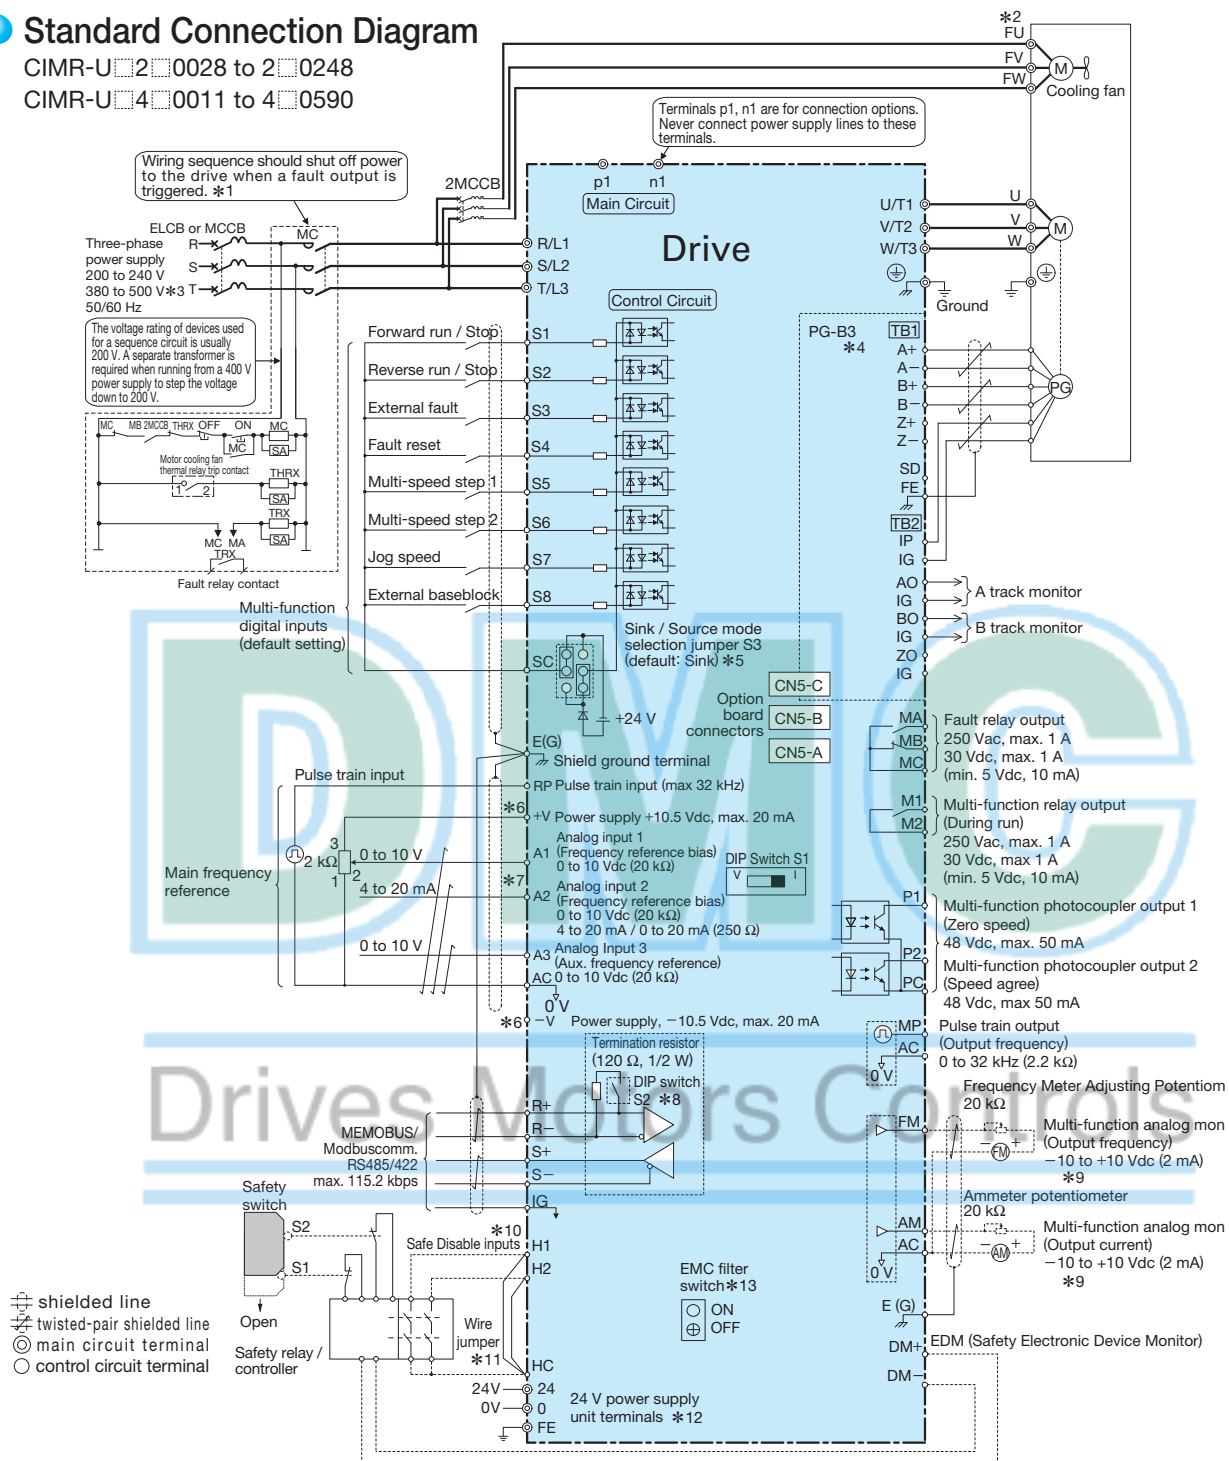 Standard Connection Diagram
CIMR-U□2□0028 to 2□0248
CIMR-U□4□0011 to 4□0590
*2
FU
FV
FW
M
Cooling fan
Terminals p1, n1 are for connection options.
Never connect power supply lines to these
terminals.
Wiring sequence should shut off power
to the drive when a fault output is
triggered. *1
2MCCB
p1
n1
Main Circuit
Drive
U/T1
V/T2
W/T3
U
V
W
M
Ground
ELCB or MCCB
MC
Three-phase
power supply
200 to 240 V
380 to 500 V*3
50/60 Hz
R
S
T
R/L1
S/L2
T/L3
The voltage rating of devices used
for a sequence circuit is usually
200 V. A separate transformer is
required when running from a 400 V
power supply to step the voltage
down to 200 V.
MC
MB
2MCCB
THRX
OFF
ON
MC
MC
SA
Motor cooling fan
thermal relay trip contact
1
2
THRX
SA
TRX
SA
MC
MA
TRX
Fault relay contact
Control Circuit
Forward run / Stop
S1
Reverse run / Stop
S2
External fault
S3
Fault reset
S4
Multi-speed step 1
S5
Multi-speed step 2
S6
Jog speed
S7
External baseblock
S8
Multi-function
digital inputs
(default setting)
SC
Sink / Source mode
selection jumper S3
(default: Sink) *5
+24 V
PG-B3
*4
TB1
A+
A−
B+
B−
Z+
Z−
PG
SD
FE
TB2
IP
IG
AO
IG
A track monitor
BO
IG
B track monitor
ZO
IG
Option
board
connectors
CN5-C
CN5-B
CN5-A
MA
MB
MC
Fault relay output
250 Vac, max. 1 A
30 Vdc, max. 1 A
(min. 5 Vdc, 10 mA)
M1
M2
Multi-function relay output
(During run)
250 Vac, max. 1 A
30 Vdc, max 1 A
(min. 5 Vdc, 10 mA)
E(G)
Shield ground terminal
Pulse train input
RP
Pulse train input (max 32 kHz)
*6
+V
Power supply +10.5 Vdc, max. 20 mA
Main frequency
reference
2 kΩ
3
2
1
0 to 10 V
A1
Analog input 1
(Frequency reference bias)
0 to 10 Vdc (20 kΩ)
*7
4 to 20 mA
A2
Analog input 2
(Frequency reference bias)
0 to 10 Vdc (20 kΩ)
4 to 20 mA / 0 to 20 mA (250 Ω)
DIP Switch S1
V
I
0 to 10 V
A3
Analog Input 3
(Aux. frequency reference)
0 to 10 Vdc (20 kΩ)
AC
0 V
*6
−V
Power supply, −10.5 Vdc, max. 20 mA
P1
P2
PC
Multi-function photocoupler output 1
(Zero speed)
48 Vdc, max. 50 mA
Multi-function photocoupler output 2
(Speed agree)
48 Vdc, max 50 mA
MP
AC
0 V
Pulse train output
(Output frequency)
0 to 32 kHz (2.2 kΩ)
DMC
Drives Motors Controls
Termination resistor
(120 Ω, 1/2 W)
DIP switch
S2 *8
R+
R−
S+
S−
IG
MEMOBUS/
Modbuscomm.
RS485/422
max. 115.2 kbps
Frequency Meter Adjusting Potentiom
20 kΩ
FM
− +
FM
Multi-function analog mon
(Output frequency)
−10 to +10 Vdc (2 mA)
*9
Ammeter potentiometer
20 kΩ
AM
AC
0 V
− +
AM
Multi-function analog mon
(Output current)
−10 to +10 Vdc (2 mA)
*9
E (G)
Safety
switch
S2
S1
Open
Safety relay /
controller
*10
Safe Disable inputs
H1
H2
Wire
jumper
*11
HC
EMC filter
switch*13
ON
OFF
DM+
DM−
EDM (Safety Electronic Device Monitor)
24V
24
0V
0
FE
24 V power supply
unit terminals *12
shielded line
twisted-pair shielded line
main circuit terminal
control circuit terminal